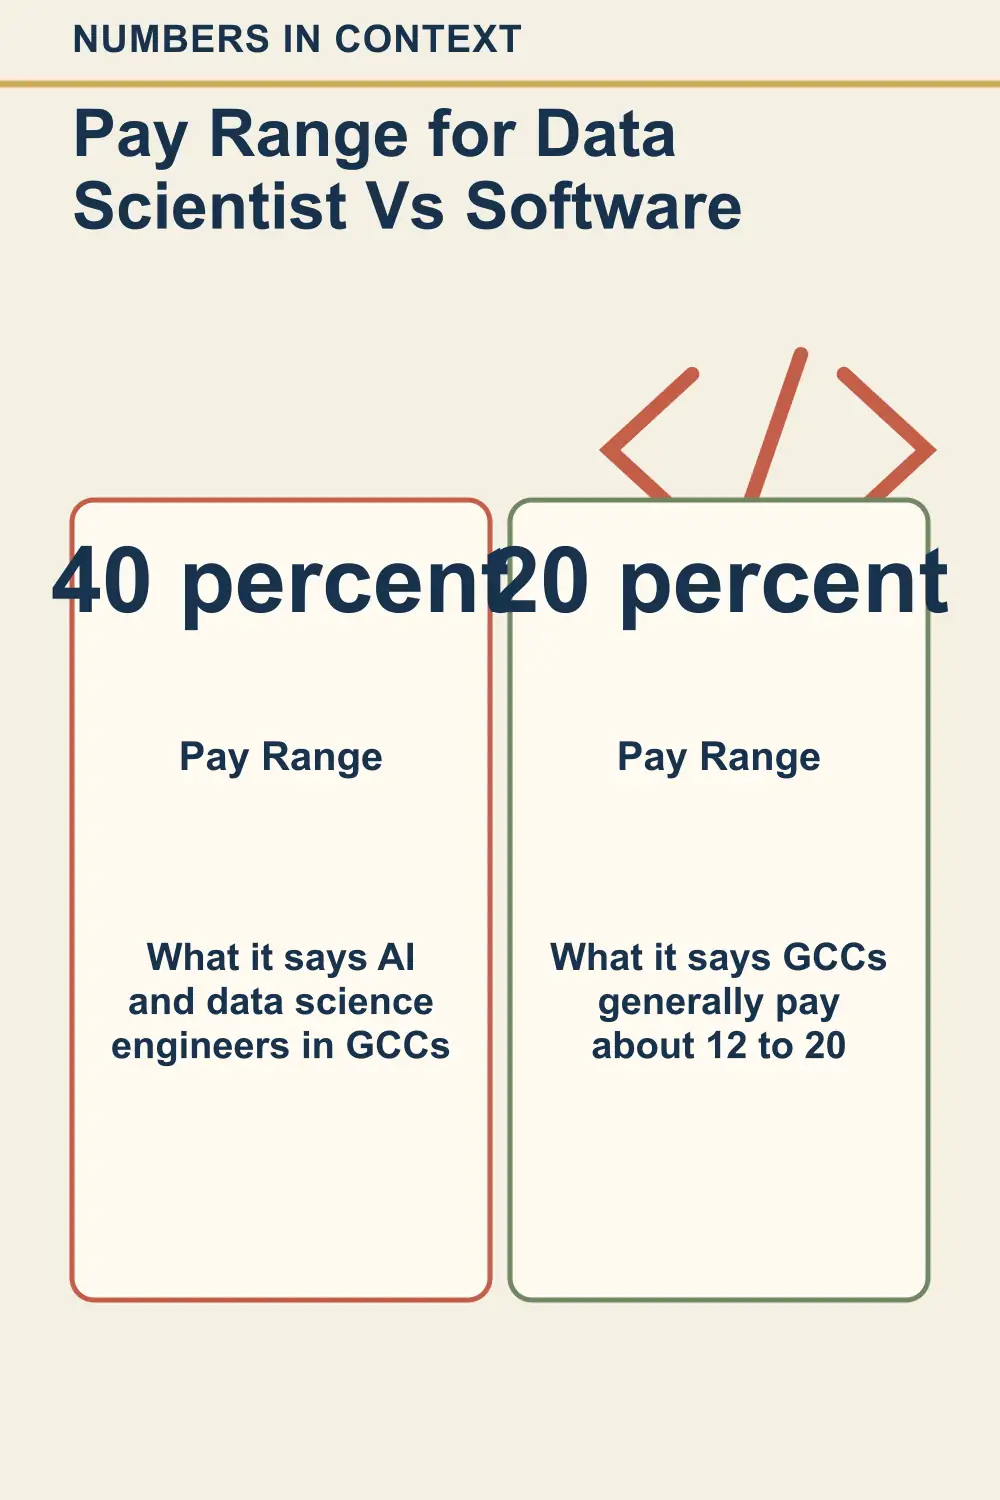 NUMBERS IN CONTEXT
Pay Range for Data
Scientist Vs Software
40 percent
20 percent
Pay Range
Pay Range
What it says AI
and data science
engineers in GCCs
What it says GCCs
generally pay
about 12 to 20